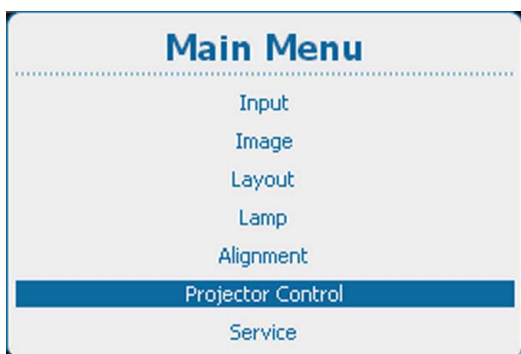 Main Menu
Input
Image
Layout
Lamp
Alignment
Projector Control
Service